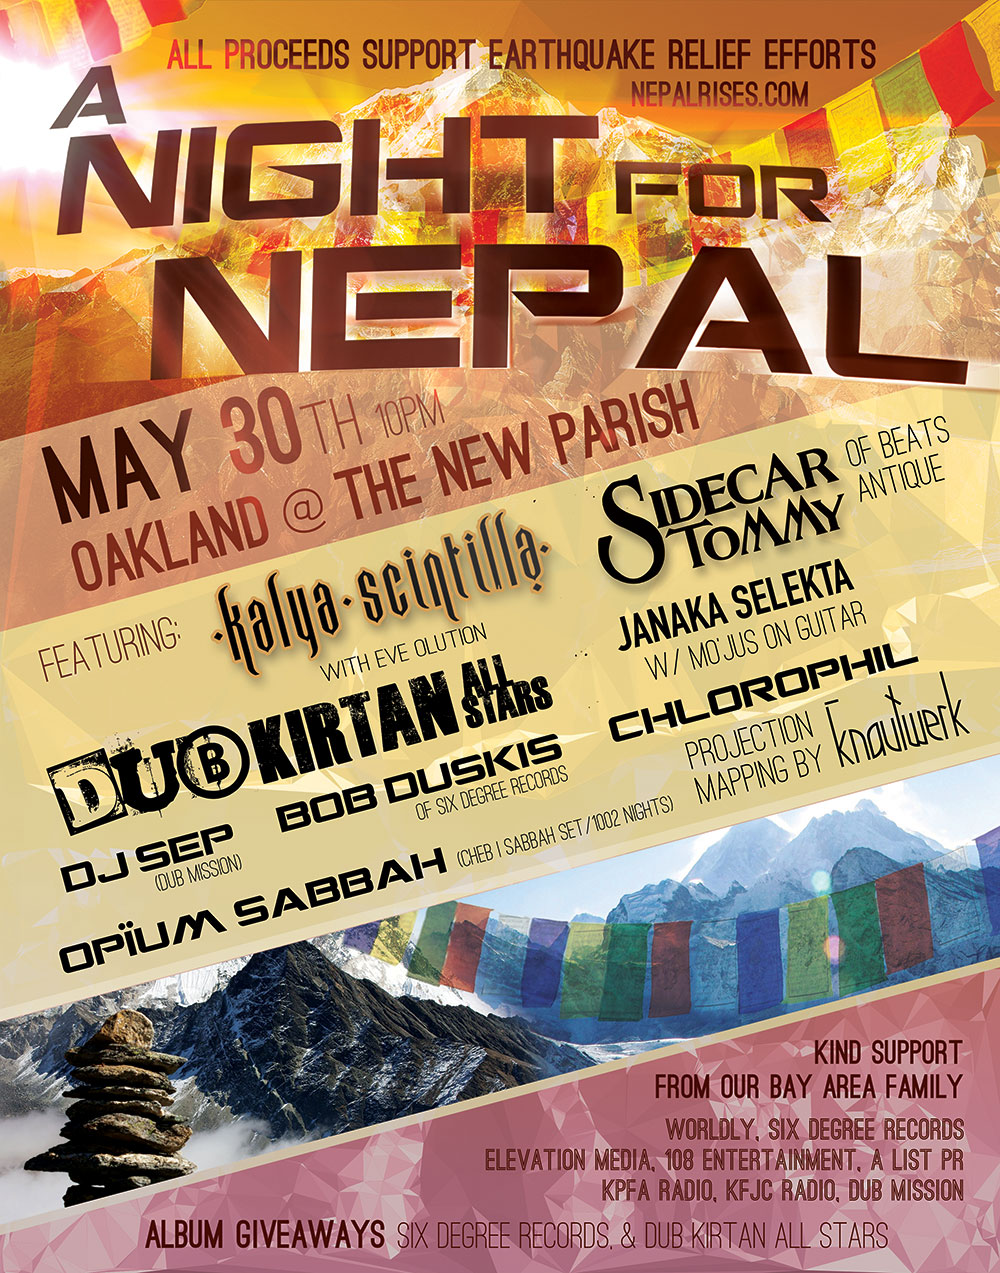 ALL PROCEEDS SUPPORT EARTHQUAKE RELIEF EFFORTS
NEPALRISES.COM
A
NIGHT FOR
NEPAL
MAY 30TH 10PM
OAKLAND @ THE NEW PARISH
FEATURING:
·kalya·scintilla·
WITH EVE OLUTION
SIDECAR
TOMMY
OF BEATS
ANTIQUE
JANAKA SELEKTA
W/ MO'JUS ON GUITAR
DUB KIRTAN ALL
STARS
CHLOROPHIL
BOB DUSKIS
OF SIX DEGREE RECORDS
PROJECTION
MAPPING BY Knautwerk
DJ SEP
(DUB MISSION)
OPÏUM SABBAH (CHEB I SABBAH SET/1002 NIGHTS)
KIND SUPPORT
FROM OUR BAY AREA FAMILY
WORLDLY, SIX DEGREE RECORDS
ELEVATION MEDIA, 108 ENTERTAINMENT, A LIST PR
KPFA RADIO, KFJC RADIO, DUB MISSION
ALBUM GIVEAWAYS SIX DEGREE RECORDS, & DUB KIRTAN ALL STARS